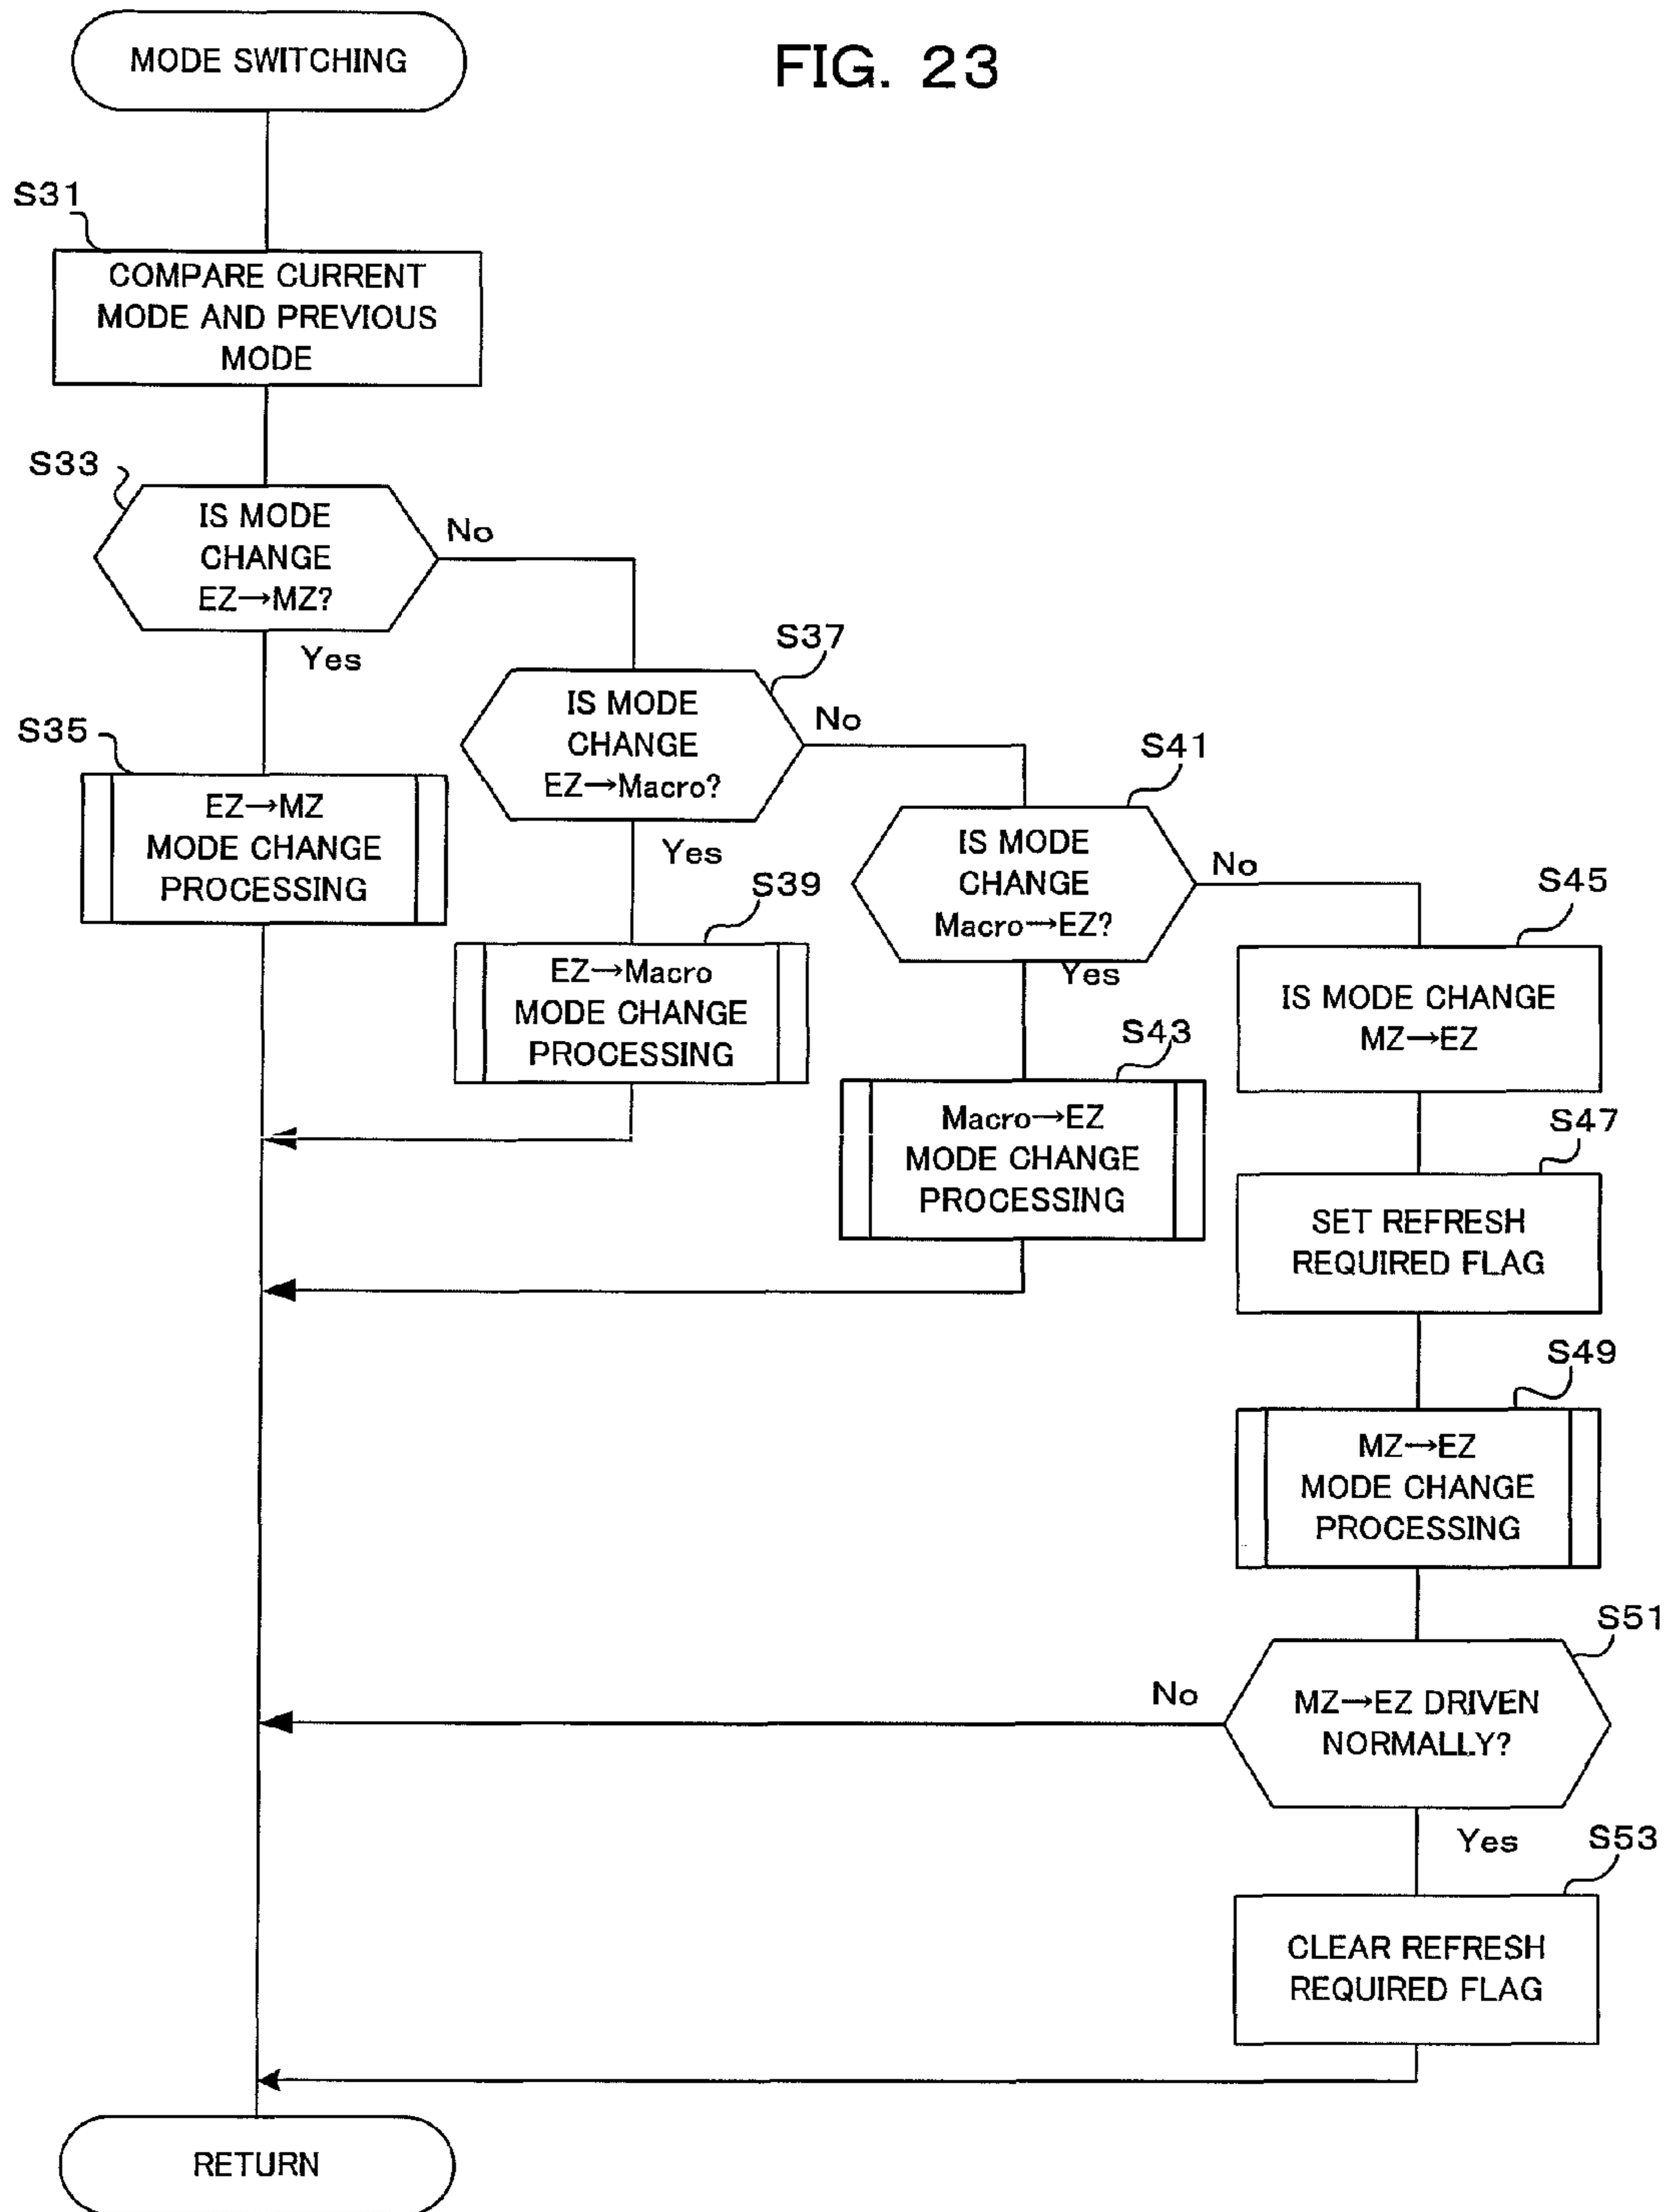 MODE SWITCHING
FIG. 23
S31
COMPARE CURRENT
MODE AND PREVIOUS
MODE
S33
IS MODE
CHANGE
EZ→MZ?
No
Yes
S35
EZ→MZ
MODE CHANGE
PROCESSING
S37
IS MODE
CHANGE
EZ→Macro?
No
Yes
S39
EZ→Macro
MODE CHANGE
PROCESSING
S41
IS MODE
CHANGE
Macro→EZ?
No
Yes
S43
Macro→EZ
MODE CHANGE
PROCESSING
S45
IS MODE CHANGE
MZ→EZ
S47
SET REFRESH
REQUIRED FLAG
S49
MZ→EZ
MODE CHANGE
PROCESSING
S51
MZ→EZ DRIVEN
NORMALLY?
No
Yes
S53
CLEAR REFRESH
REQUIRED FLAG
RETURN